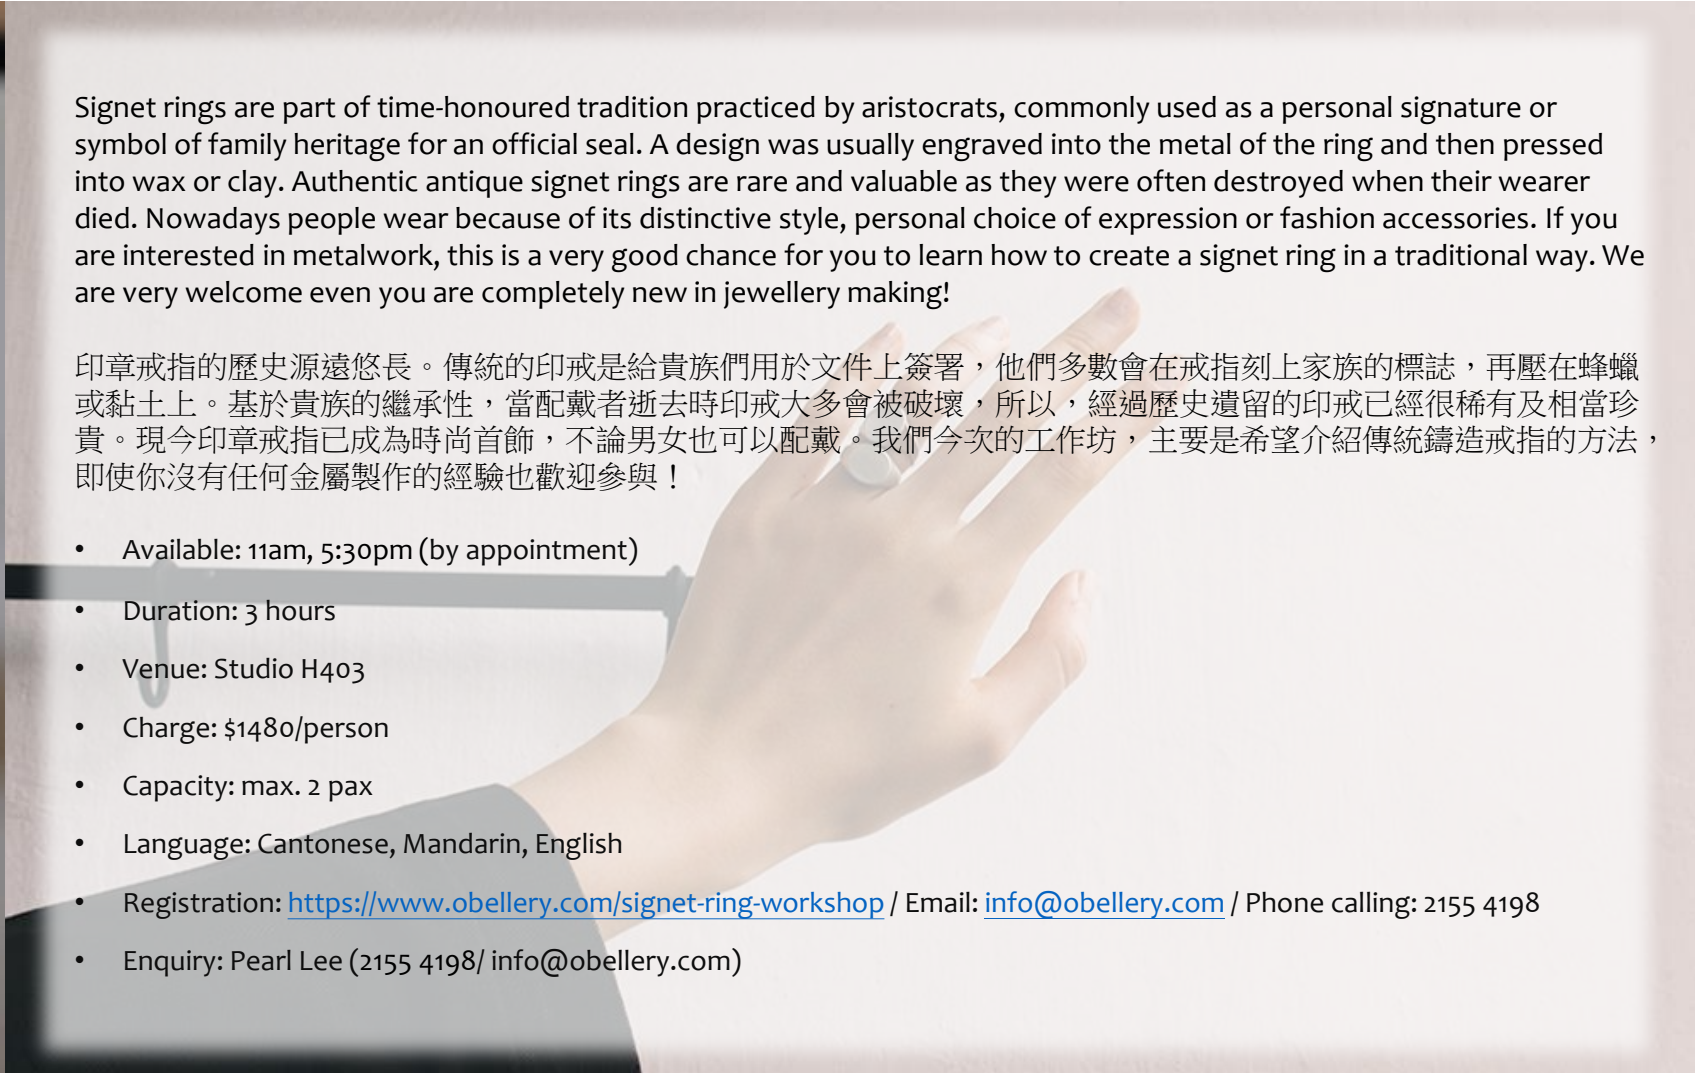 Signet rings are part of time-honoured tradition practiced by aristocrats, commonly used as a personal signature or
symbol of family heritage for an official seal. A design was usually engraved into the metal of the ring and then pressed
into wax or clay. Authentic antique signet rings are rare and valuable as they were often destroyed when their wearer
died. Nowadays people wear because of its distinctive style, personal choice of expression or fashion accessories. If you
are interested in metalwork, this is a very good chance for you to learn how to create a signet ring in a traditional way. We
are very welcome even you are completely new in jewellery making!
印章戒指的歷史源遠悠長。傳統的印戒是給貴族們用於文件上簽署，他們多數會在戒指刻上家族的標誌，再壓在蜂蠟
或黏土上。基於貴族的繼承性，當配戴者逝去時印戒大多會被破壞，所以，經過歷史遺留的印戒已經很稀有及相當珍
貴。現今印章戒指已成為時尚首飾，不論男女也可以配戴。我們今次的工作坊，主要是希望介紹傳統鑄造戒指的方法，
即使你沒有任何金屬製作的經驗也歡迎參與！
• Available: 11am, 5:30pm (by appointment)
• Duration: 3 hours
• Venue: Studio H403
• Charge: $1480/person
• Capacity: max. 2 pax
• Language: Cantonese, Mandarin, English
• Registration: https://www.obellery.com/signet-ring-workshop / Email: info@obellery.com / Phone calling: 2155 4198
• Enquiry: Pearl Lee (2155 4198/ info@obellery.com)